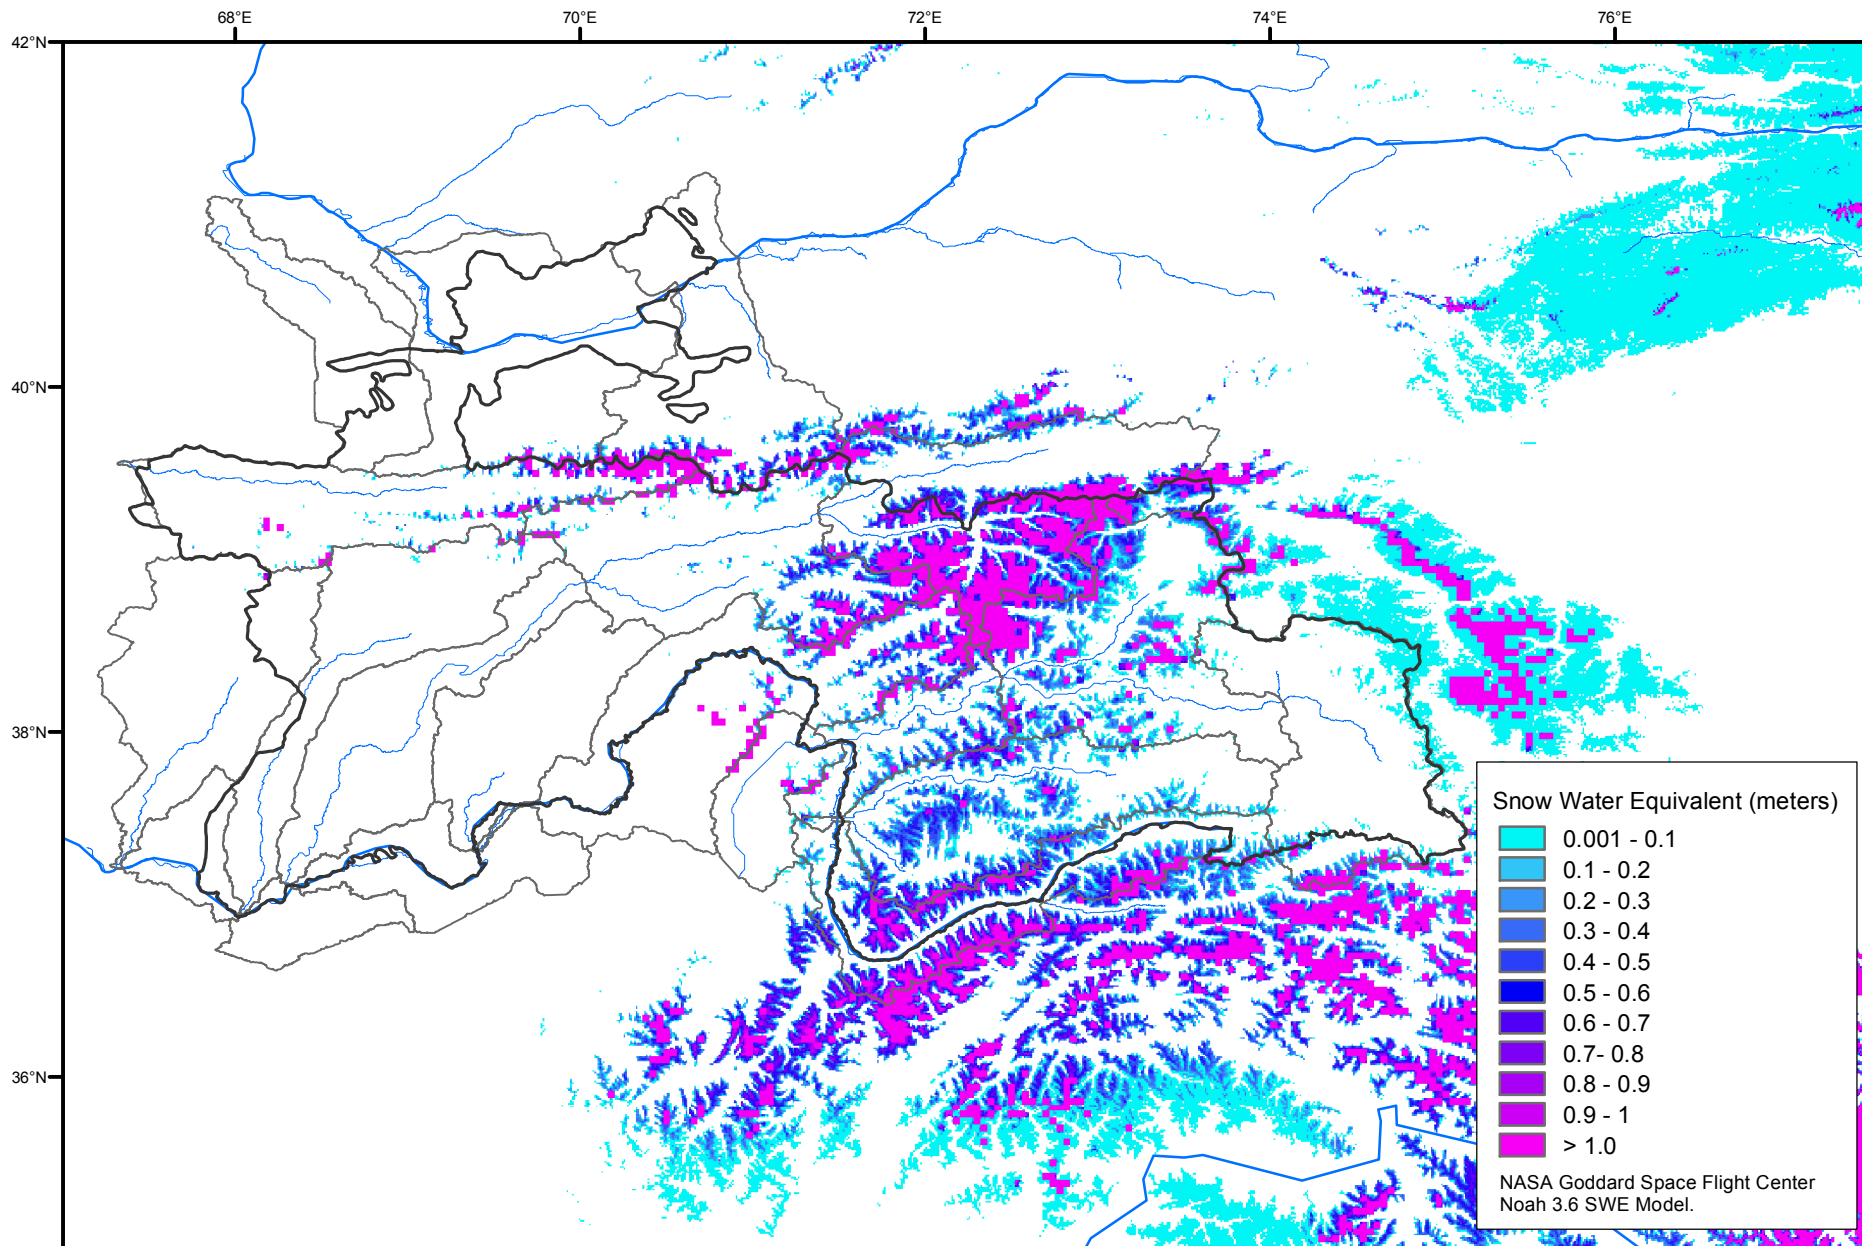 68°E
70°E
72°E
74°E
76°E
42°N
40°N
38°N
36°N
Snow Water Equivalent (meters)
0.001 - 0.1
0.1 - 0.2
0.2 - 0.3
0.3 - 0.4
0.4 - 0.5
0.5 - 0.6
0.6 - 0.7
0.7- 0.8
0.8 - 0.9
0.9 - 1
> 1.0
NASA Goddard Space Flight Center
Noah 3.6 SWE Model.